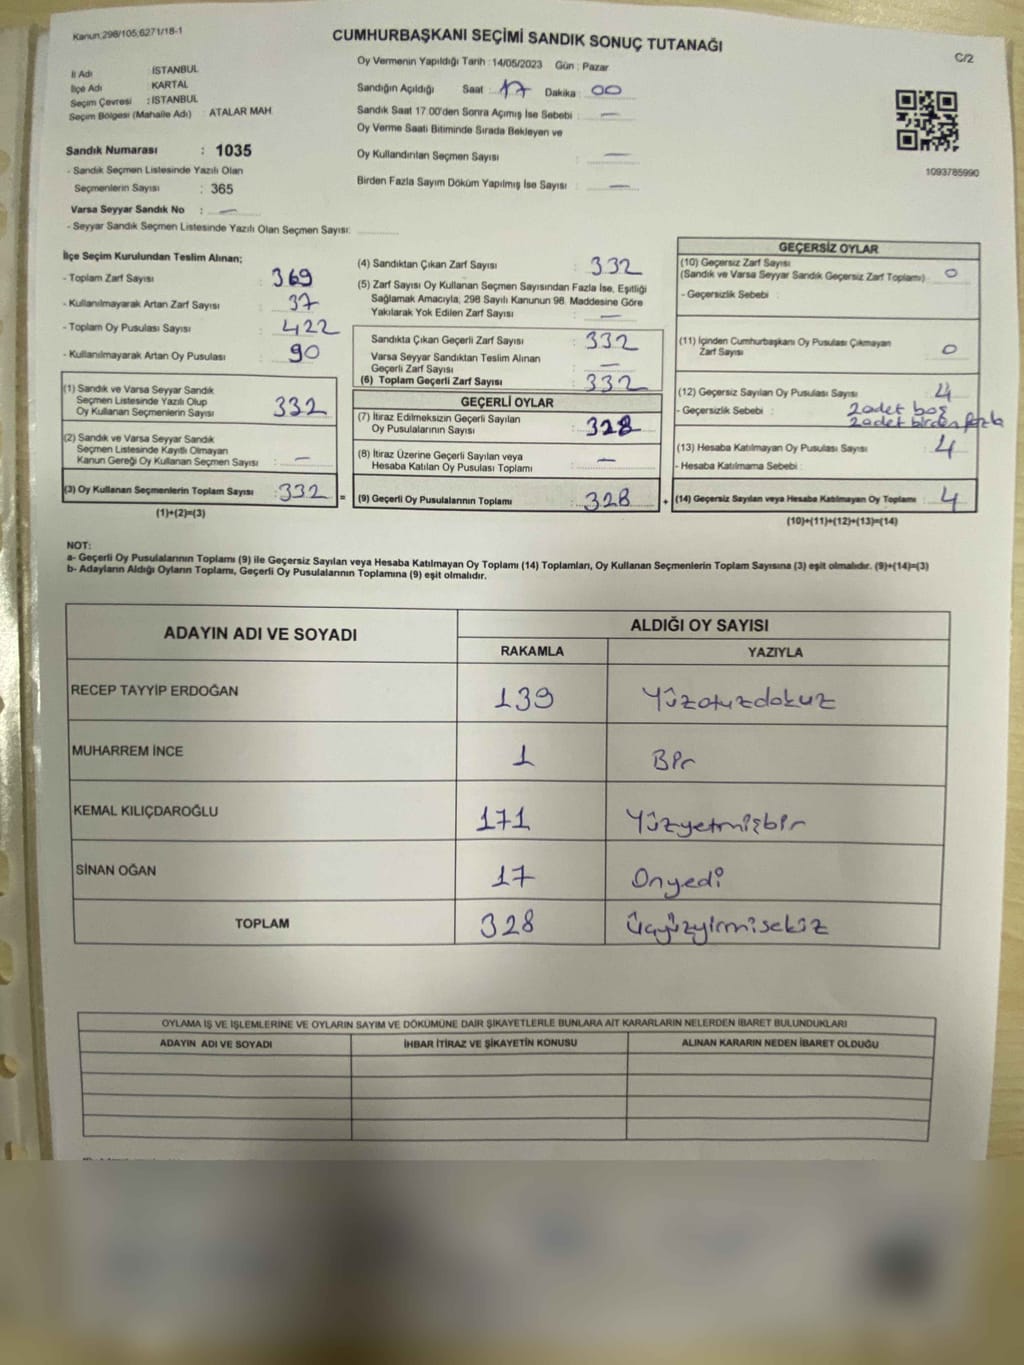 Kanun:298/105;6271/18-1
CUMHURBAŞKANI SEÇİMİ SANDIK SONUÇ TUTANAĞI
C/2
İl Adı : İSTANBUL
İlçe Adı : KARTAL
Seçim Çevresi : İSTANBUL
Seçim Bölgesi (Mahalle Adı) : ATALAR MAH
Oy Vermenin Yapıldığı Tarih : 14/05/2023 Gün : Pazar
Sandığın Açıldığı Saat : 17 Dakika : 00
Sandık Saat 17.00'den Sonra Açımış İse Sebebi : —
Oy Verme Saati Bitiminde Sırada Bekleyen ve
Oy Kullandırılan Seçmen Sayısı : —
Birden Fazla Sayım Döküm Yapılmış İse Sayısı : —
1093785990
Sandık Numarası : 1035
- Sandık Seçmen Listesinde Yazılı Olan
Seçmenlerin Sayısı : 365
Varsa Seyyar Sandık No : —
- Seyyar Sandık Seçmen Listesinde Yazılı Olan Seçmen Sayısı:
İlçe Seçim Kurulundan Teslim Alınan;
- Toplam Zarf Sayısı : 369
- Kullanılmayarak Artan Zarf Sayısı : 37
- Toplam Oy Pusulası Sayısı : 422
- Kullanılmayarak Artan Oy Pusulası : 90
(1) Sandık ve Varsa Seyyar Sandık
Seçmen Listesinde Yazılı Olup
Oy Kullanan Seçmenlerin Sayısı : 332
(2) Sandık ve Varsa Seyyar Sandık
Seçmen Listesinde Kayıtlı Olmayan
Kanun Gereği Oy Kullanan Seçmen Sayısı : —
(3) Oy Kullanan Seçmenlerin Toplam Sayısı : 332 =
(1)+(2)=(3)
(4) Sandıktan Çıkan Zarf Sayısı : 332
(5) Zarf Sayısı Oy Kullanan Seçmen Sayısından Fazla İse, Eşitliği
Sağlamak Amacıyla, 298 Sayılı Kanunun 98. Maddesine Göre
Yakılarak Yok Edilen Zarf Sayısı : —
Sandıkta Çıkan Geçerli Zarf Sayısı : 332
Varsa Seyyar Sandıktan Teslim Alınan
Geçerli Zarf Sayısı : —
(6) Toplam Geçerli Zarf Sayısı : 332
GEÇERLİ OYLAR
(7) İtiraz Edilmeksizin Geçerli Sayılan
Oy Pusulalarının Sayısı : 328
(8) İtiraz Üzerine Geçerli Sayılan veya
Hesaba Katılan Oy Pusulası Toplamı : —
(9) Geçerli Oy Pusulalarının Toplamı : 328 +
GEÇERSİZ OYLAR
(10) Geçersiz Zarf Sayısı
(Sandık ve Varsa Seyyar Sandık Geçersiz Zarf Toplamı) : 0
- Geçersizlik Sebebi :
(11) İçinden Cumhurbaşkanı Oy Pusulası Çıkmayan
Zarf Sayısı : 0
(12) Geçersiz Sayılan Oy Pusulası Sayısı : 4
- Geçersizlik Sebebi : 2 adet boş
2 adet birden fazla
(13) Hesaba Katılmayan Oy Pusulası Sayısı : 4
- Hesaba Katılmama Sebebi :
(14) Geçersiz Sayılan veya Hesaba Katılmayan Oy Toplamı : 4
(10)+(11)+(12)+(13)=(14)
NOT:
a- Geçerli Oy Pusulalarının Toplamı (9) ile Geçersiz Sayılan veya Hesaba Katılmayan Oy Toplamı (14) Toplamları, Oy Kullanan Seçmenlerin Toplam Sayısına (3) eşit olmalıdır. (9)+(14)=(3)
b- Adayların Aldığı Oyların Toplamı, Geçerli Oy Pusulalarının Toplamına (9) eşit olmalıdır.
ADAYIN ADI VE SOYADI ALDIĞI OY SAYISI
RAKAMLA YAZIYLA
RECEP TAYYİP ERDOĞAN 139 Yüzotuzdokuz
MUHARREM İNCE 1 Bir
KEMAL KILIÇDAROĞLU 171 Yüzyetmişbir
SİNAN OĞAN 17 Onyedi
TOPLAM 328 üçyüzyirmisekiz
OYLAMA İŞ VE İŞLEMLERİNE VE OYLARIN SAYIM VE DÖKÜMÜNE DAİR ŞİKAYETLERLE BUNLARA AİT KARARLARIN NELERDEN İBARET BULUNDUKLARI
ADAYIN ADI VE SOYADI İHBAR İTİRAZ VE ŞİKAYETİN KONUSU ALINAN KARARIN NEDEN İBARET OLDUĞU